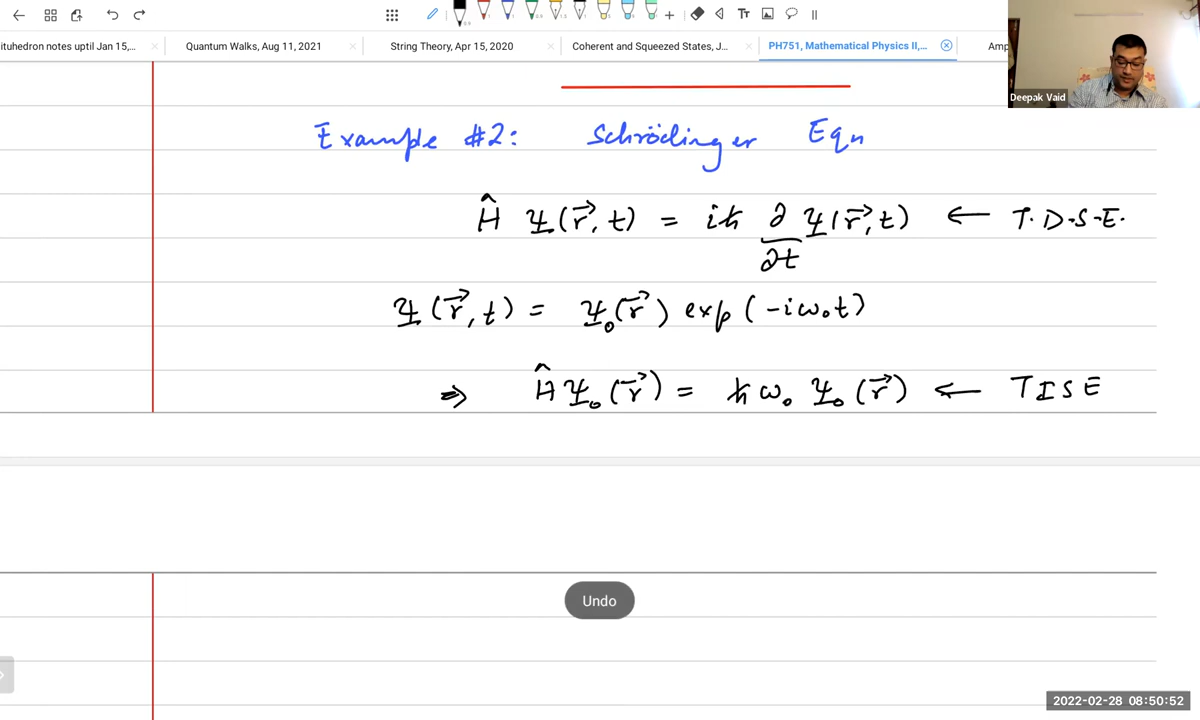 ituhedron notes uptil Jan 15,...
Quantum Walks, Aug 11, 2021
String Theory, Apr 15, 2020
Coherent and Squeezed States, J...
PH751, Mathematical Physics II,...
Amp
Tт
Deepak Vaid
Example #2: Schrödinger Eqn
Ĥ Ψ(r⃗, t) = iħ ∂/∂t Ψ(r⃗, t) ← T.D.S.E.
Ψ(r⃗, t) = Ψ₀(r⃗) exp(-iω₀t)
⇒ ĤΨ₀(r⃗) = ħω₀ Ψ₀(r⃗) ← TISE
Undo
2022-02-28 08:50:52